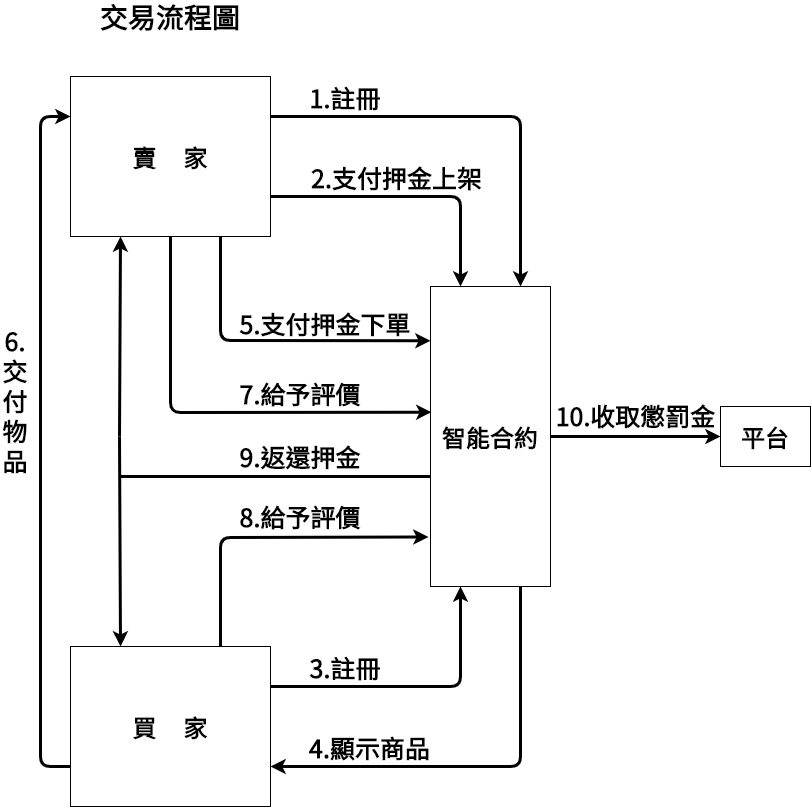 交易流程圖
1.註冊
賣 家
2.支付押金上架
5.支付押金下單
6.
交
付
物
品
7.給予評價
10.收取懲罰金
智能合約
平台
9.返還押金
8.給予評價
3.註冊
買 家
4.顯示商品